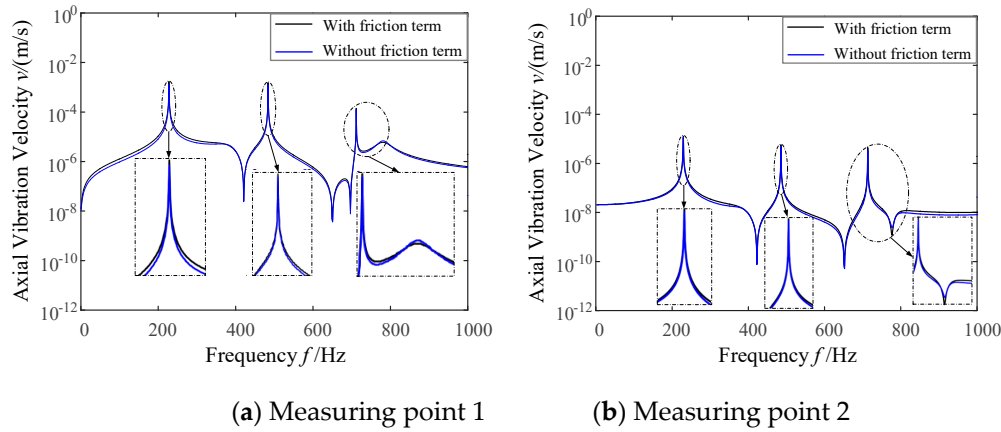 With friction term
Without friction term
Axial Vibration Velocity v/(m/s)
10^0
10^-2
10^-4
10^-6
10^-8
10^-10
10^-12
0
200
400
600
800
1000
Frequency f /Hz
(a) Measuring point 1
With friction term
Without friction term
Axial Vibration Velocity v/(m/s)
10^0
10^-2
10^-4
10^-6
10^-8
10^-10
10^-12
0
200
400
600
800
1000
Frequency f /Hz
(b) Measuring point 2